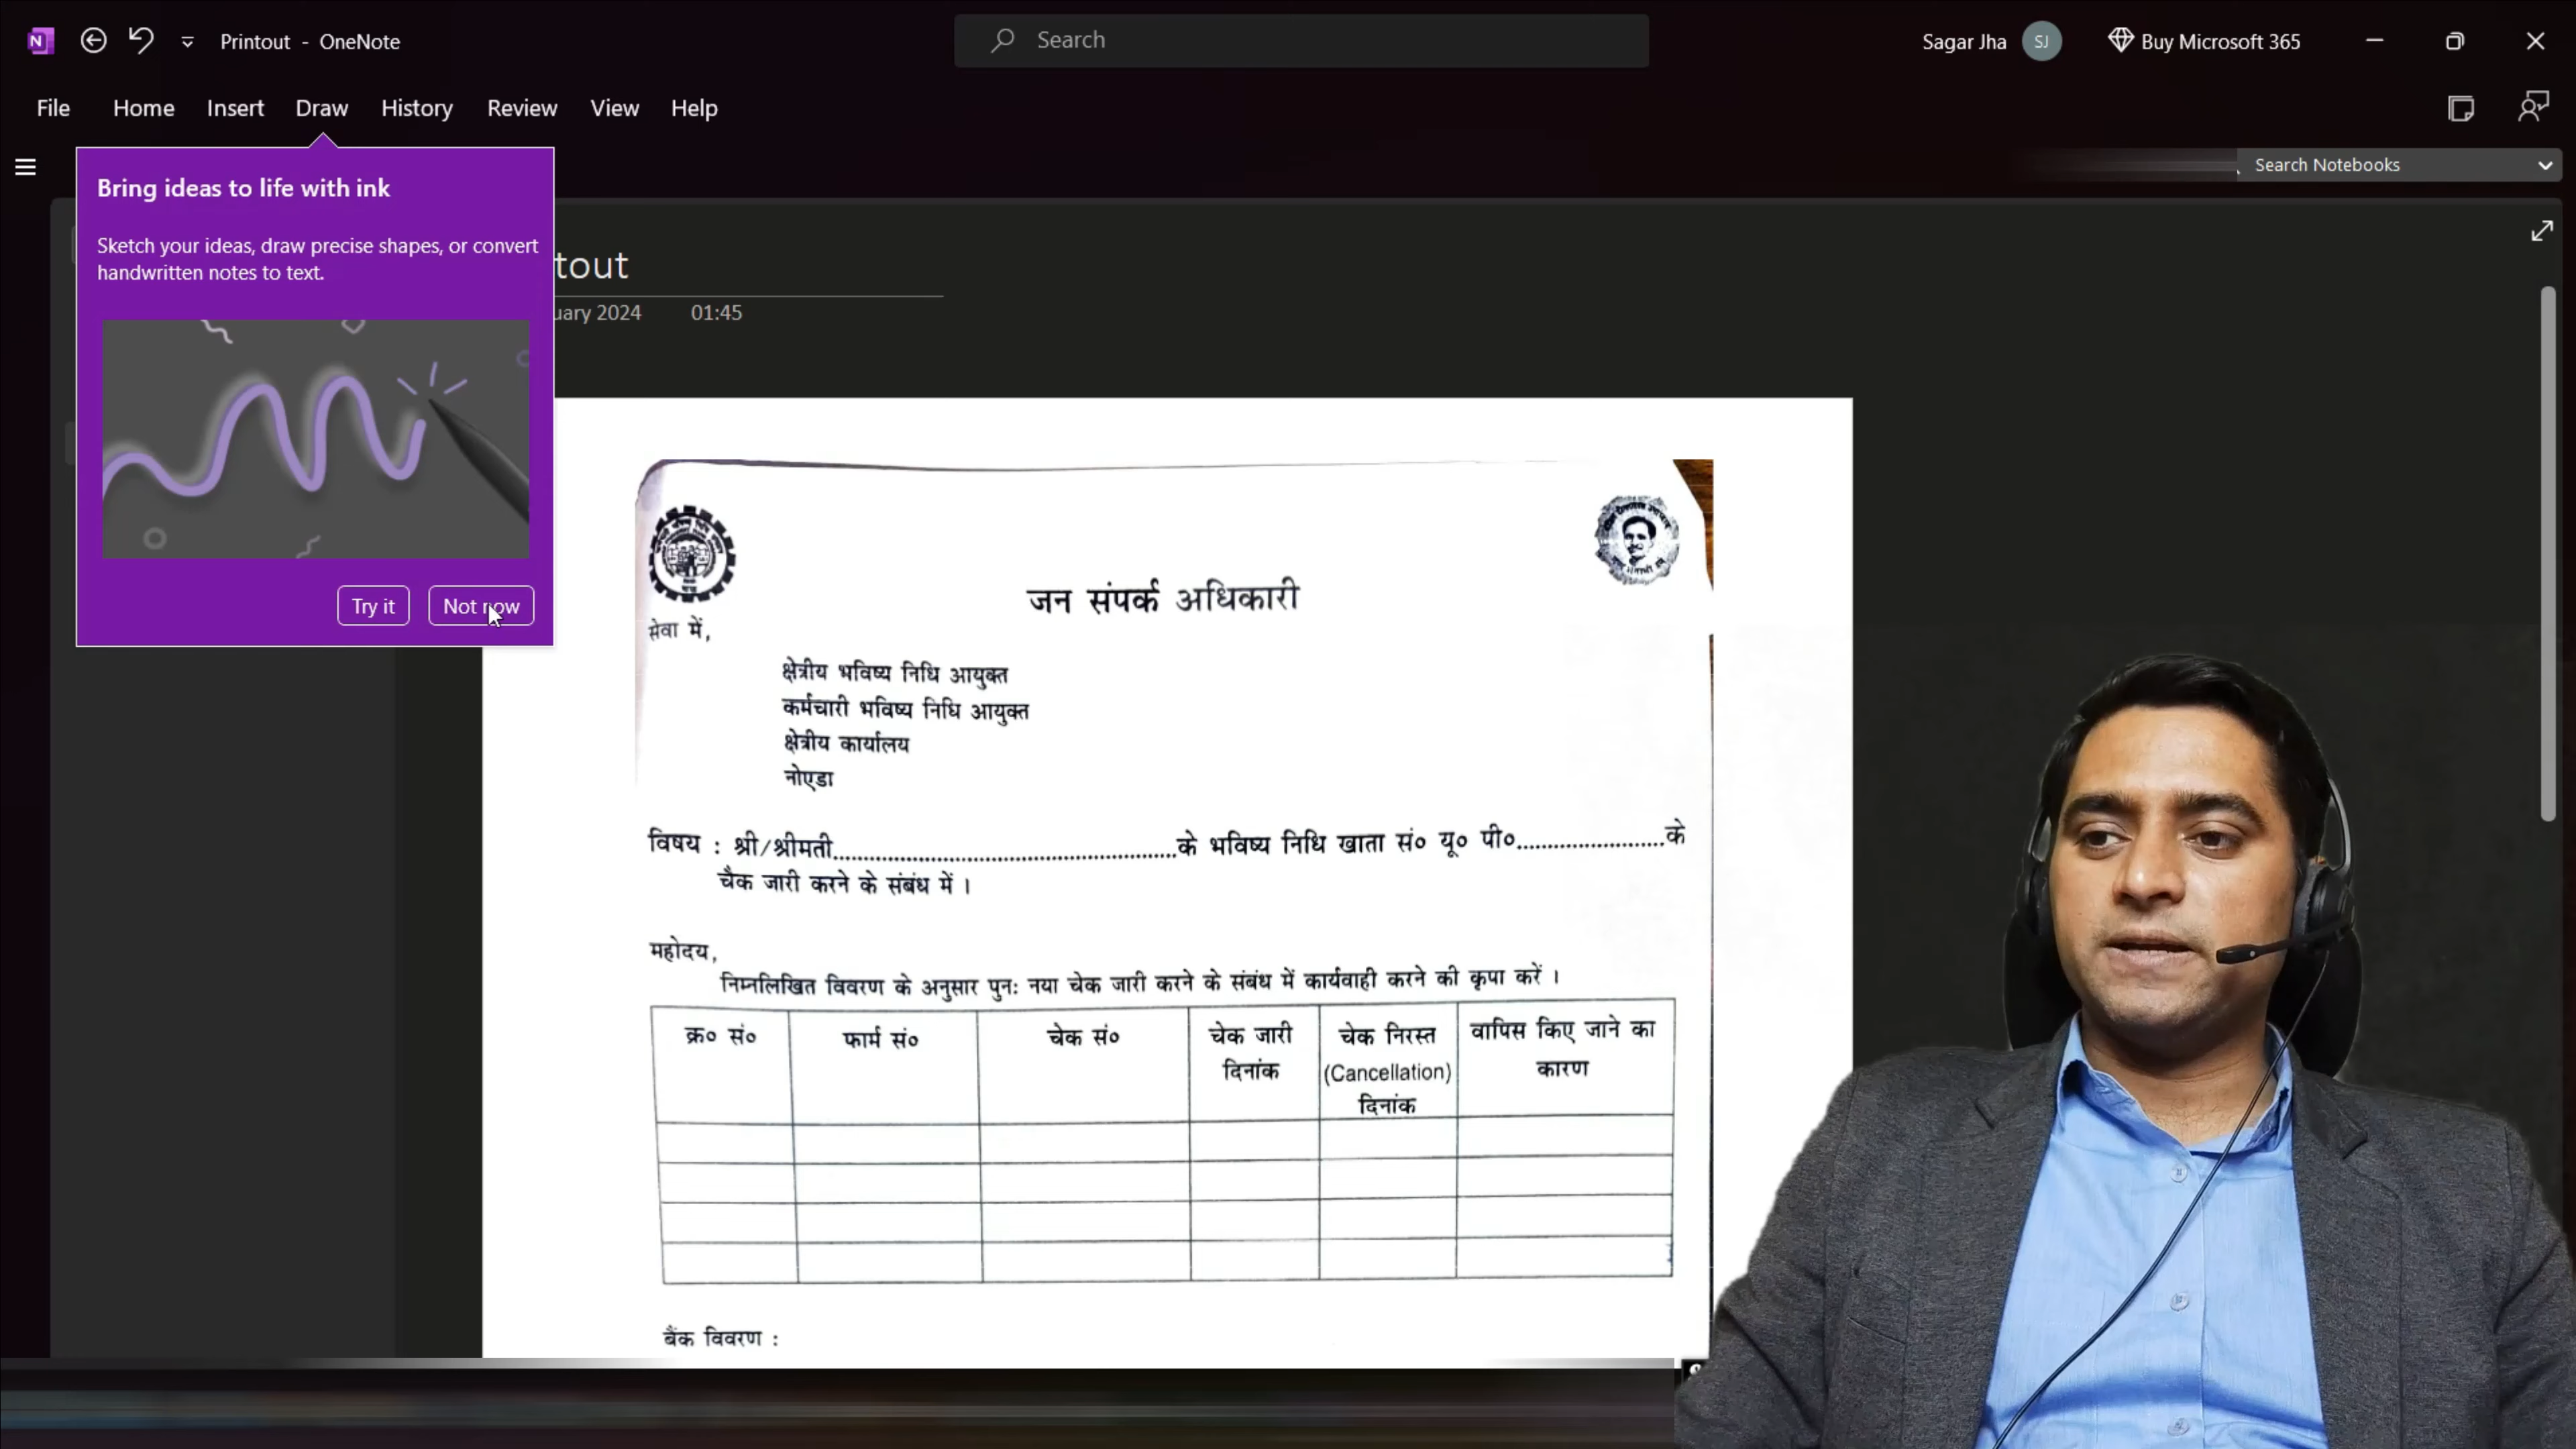 Printout - OneNote
Search
Sagar Jha
SJ
Buy Microsoft 365
File Home Insert Draw History Review View Help
Search Notebooks
Bring ideas to life with ink
Sketch your ideas, draw precise shapes, or convert
handwritten notes to text.
Try it Not now
tout
uary 2024 01:45
जन संपर्क अधिकारी
सेवा में,
क्षेत्रीय भविष्य निधि आयुक्त
कर्मचारी भविष्य निधि आयुक्त
क्षेत्रीय कार्यालय
नोएडा
विषय : श्री/श्रीमती..................................................के भविष्य निधि खाता सं० यू० पी०........................के
चैक जारी करने के संबंध में ।
महोदय,
निम्नलिखित विवरण के अनुसार पुनः नया चेक जारी करने के संबंध में कार्यवाही करने की कृपा करें ।
क्र० सं० फार्म सं० चेक सं० चेक जारी चेक निरस्त वापिस किए जाने का
दिनांक (Cancellation) कारण
दिनांक
बैंक विवरण :